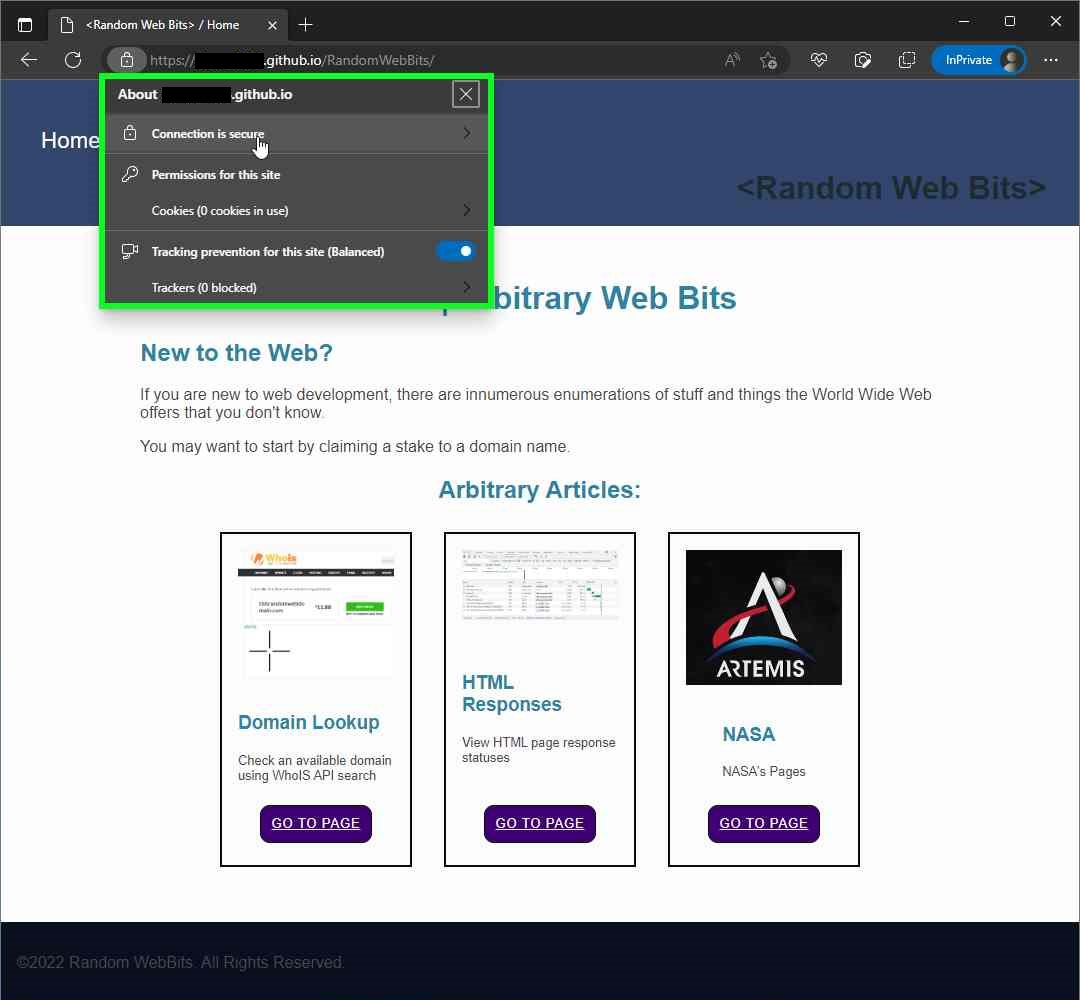 <Random Web Bits> / Home
https://
.github.io/RandomWebBits/
InPrivate
About
.github.io
Connection is secure
Permissions for this site
Cookies (0 cookies in use)
Tracking prevention for this site (Balanced)
Trackers (0 blocked)
Home
<Random Web Bits>
Web Bits
New to the Web?
If you are new to web development, there are innumerous enumerations of stuff and things the World Wide Web
offers that you don't know.
You may want to start by claiming a stake to a domain name.
Arbitrary Articles:
WhoIs
ARTEMIS
Domain Lookup
Check an available domain
using WhoIS API search
GO TO PAGE
HTML
Responses
View HTML page response
statuses
GO TO PAGE
NASA
NASA's Pages
GO TO PAGE
©2022 Random WebBits. All Rights Reserved.